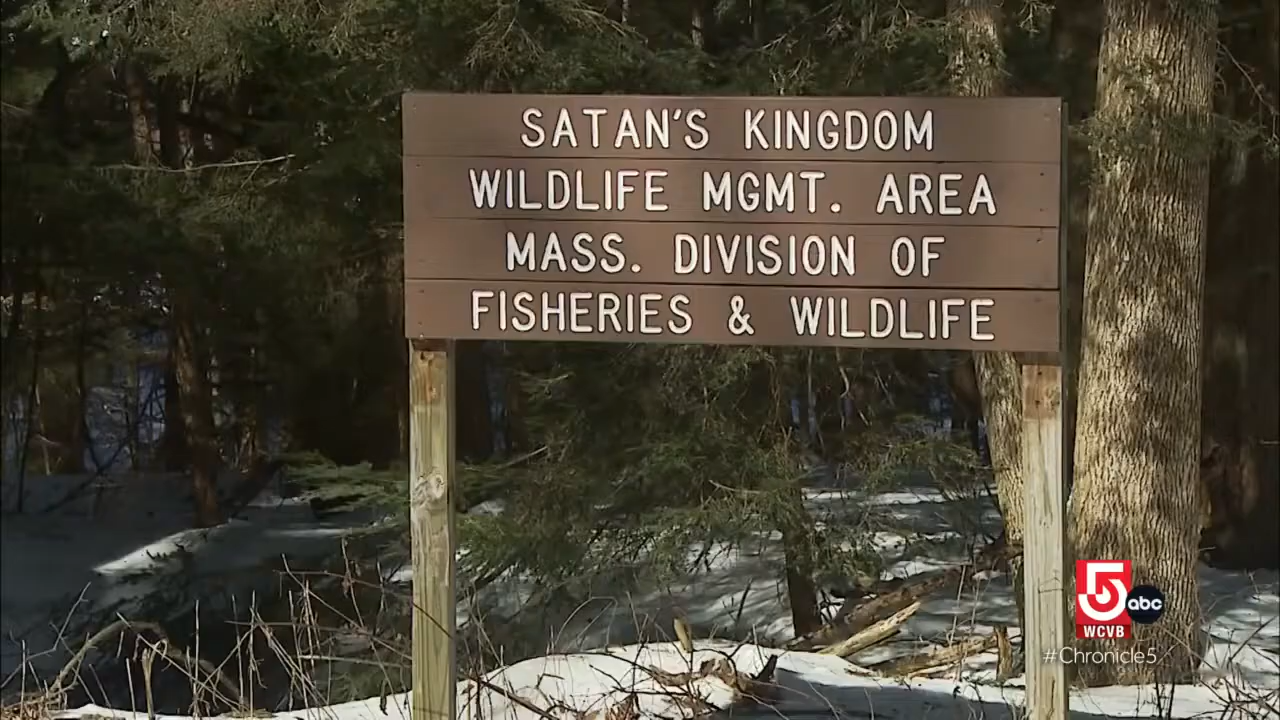 SATAN'S KINGDOM
WILDLIFE MGMT. AREA
MASS. DIVISION OF
FISHERIES & WILDLIFE
5 abc
WCVB
#Chronicle5